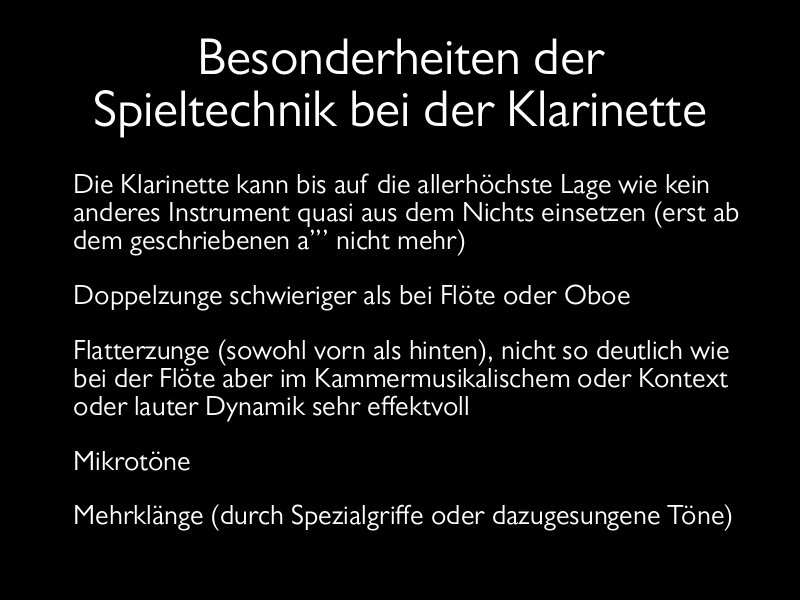 Besonderheiten der
Spieltechnik bei der Klarinette
Die Klarinette kann bis auf die allerhöchste Lage wie kein
anderes Instrument quasi aus dem Nichts einsetzen (erst ab
dem geschriebenen a”’ nicht mehr)
Doppelzunge schwieriger als bei Flöte oder Oboe
Flatterzunge (sowohl vorn als hinten), nicht so deutlich wie
bei der Flöte aber im Kammermusikalischem oder Kontext
oder lauter Dynamik sehr effektvoll
Mikrotöne
Mehrklänge (durch Spezialgriffe oder dazugesungene Töne)